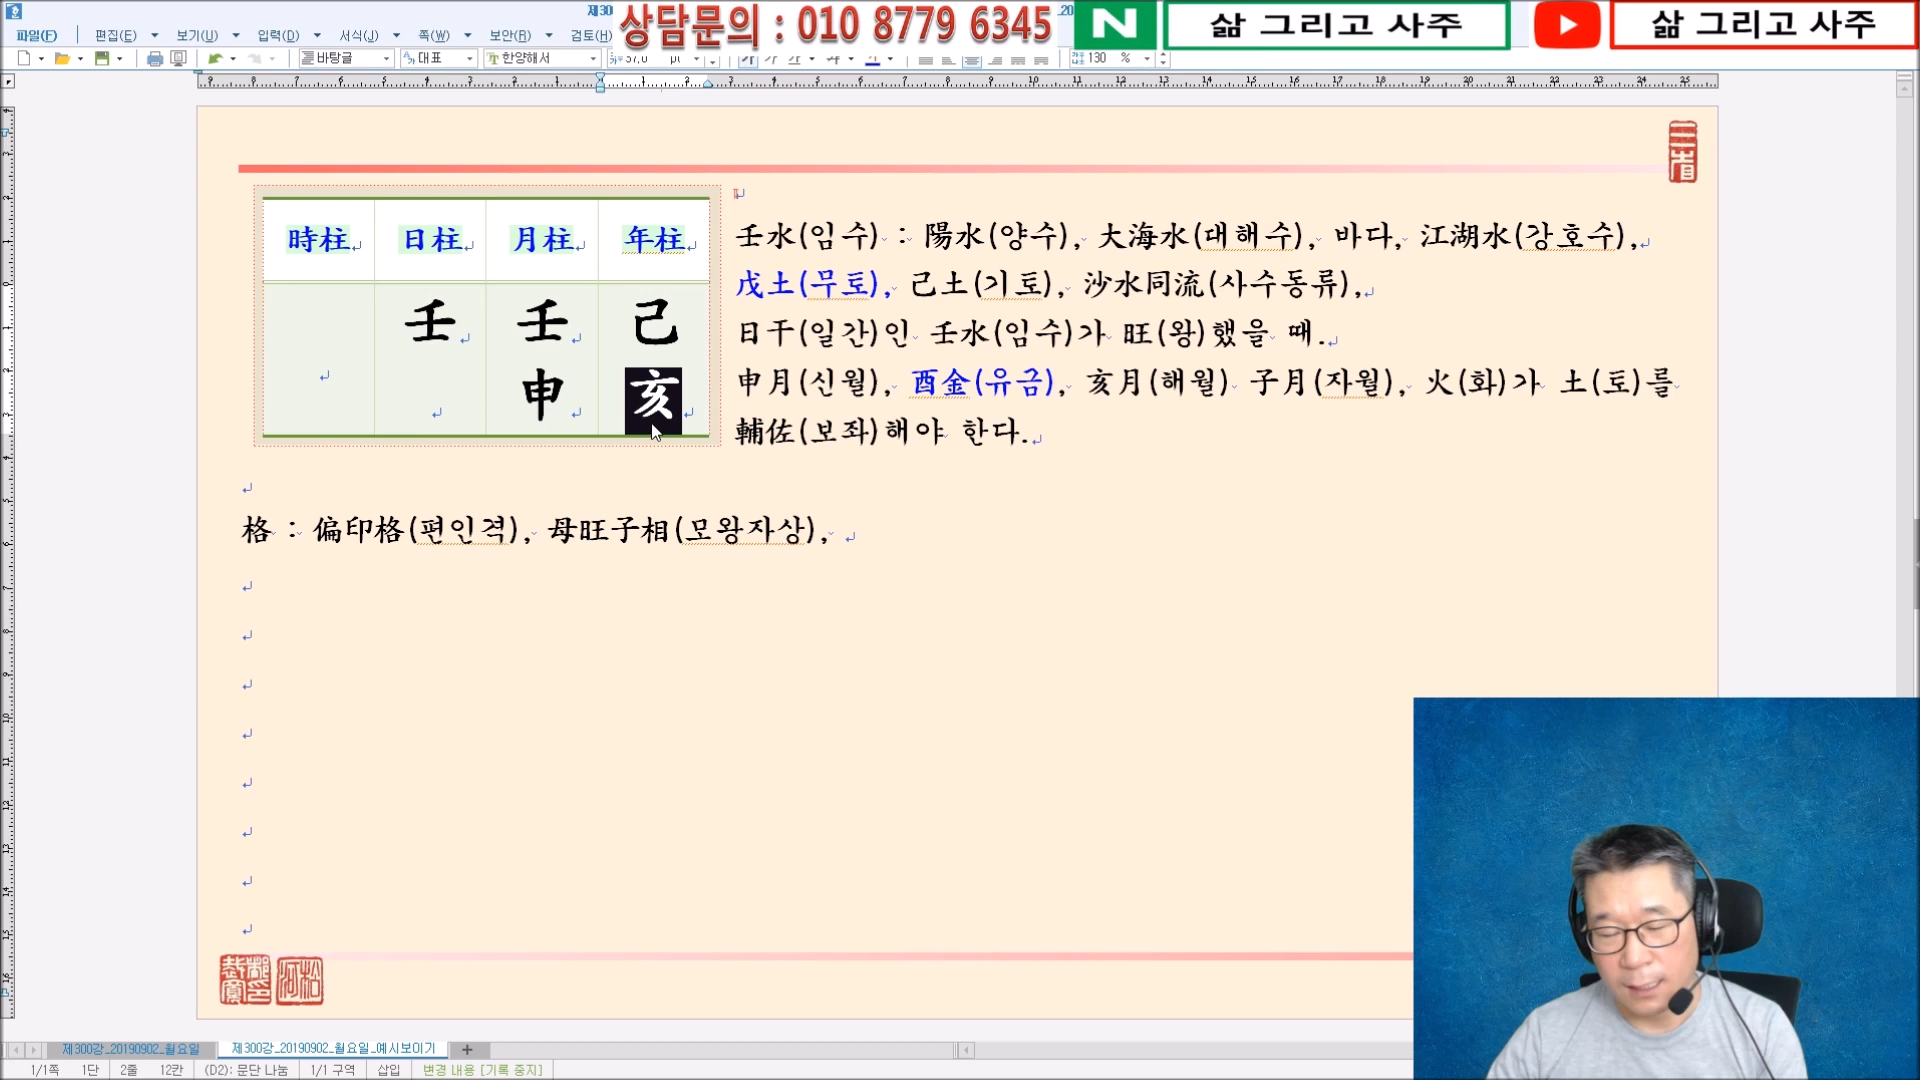 제30
상담문의 : 010 8779 6345
N 삶 그리고 사주
삶 그리고 사주
파일(F) 편집(E) 보기(U) 입력(D) 서식(J) 쪽(W) 보안(R) 검토(H)
바탕글 대표 한양해서 57,0 pt 가 가 가 130 %
時柱 日柱 月柱 年柱
壬 壬 己
申 亥
壬水(임수) : 陽水(양수), 大海水(대해수), 바다, 江湖水(강호수),
戊土(무토), 己土(기토), 沙水同流(사수동류),
日干(일간)인 壬水(임수)가 旺(왕)했을 때.
申月(신월), 酉金(유금), 亥月(해월) 子月(자월), 火(화)가 土(토)를
輔佐(보좌)해야 한다.
格 : 偏印格(편인격), 母旺子相(모왕자상),
제300강_20190902_월요일 제300강_20190902_월요일_예시보이기
1/1쪽 1단 2줄 12칸 (D2): 문단 나눔 1/1 구역 삽입 변경 내용 [기록 중지]